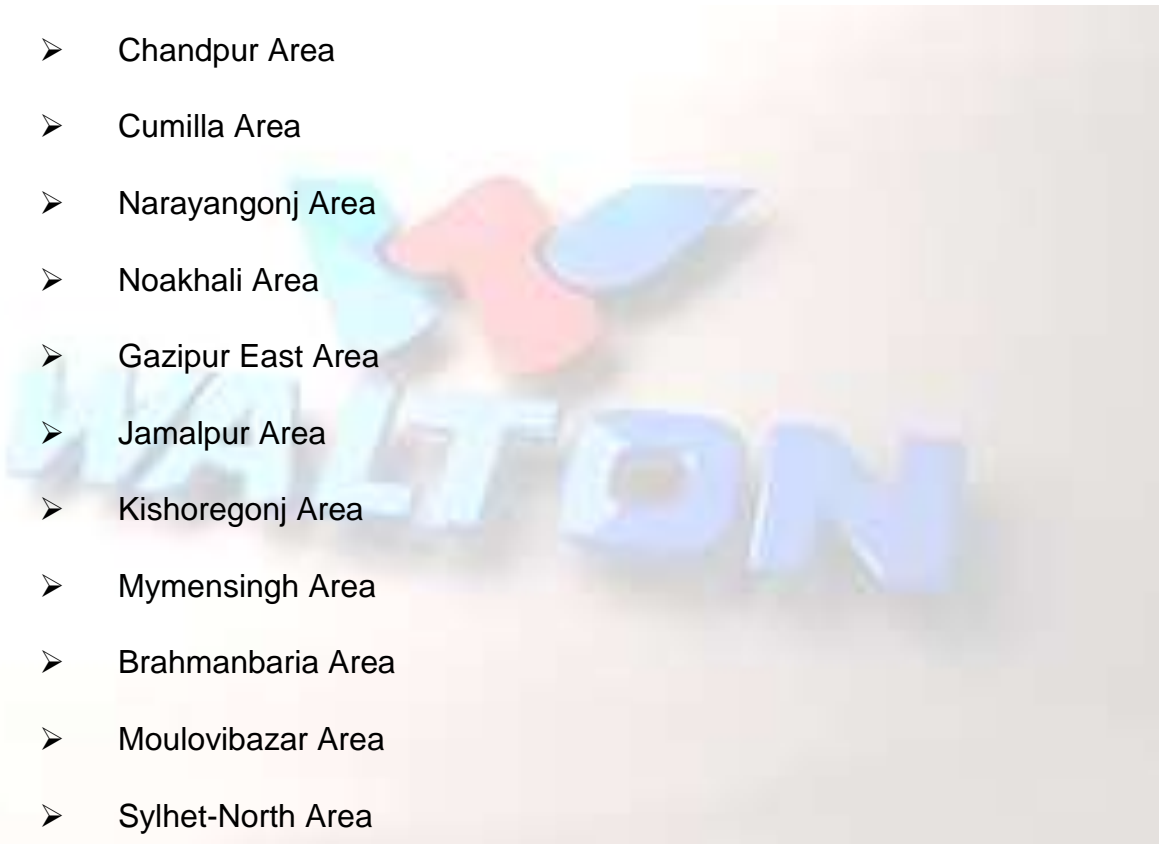 ➢ Chandpur Area
➢ Cumilla Area
➢ Narayangonj Area
➢ Noakhali Area
➢ Gazipur East Area
➢ Jamalpur Area
➢ Kishoregonj Area
➢ Mymensingh Area
➢ Brahmanbaria Area
➢ Moulovibazar Area
➢ Sylhet-North Area
WALTON